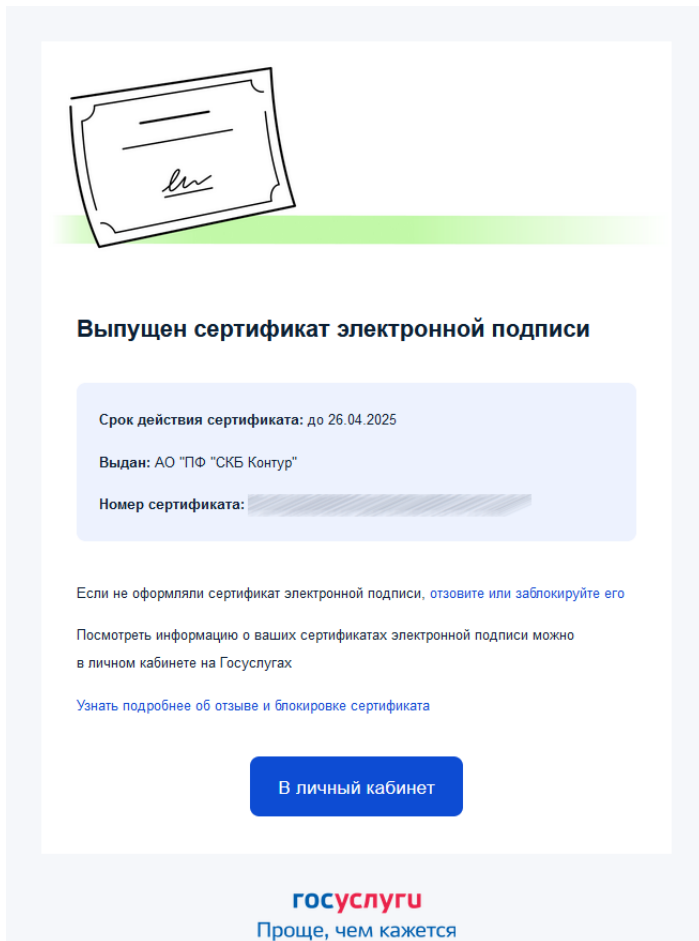 Выпущен сертификат электронной подписи
Срок действия сертификата: до 26.04.2025
Выдан: АО "ПФ "СКБ Контур"
Номер сертификата:
Если не оформляли сертификат электронной подписи, отзовите или заблокируйте его
Посмотреть информацию о ваших сертификатах электронной подписи можно
в личном кабинете на Госуслугах
Узнать подробнее об отзыве и блокировке сертификата
В личный кабинет
госуслуги
Проще, чем кажется